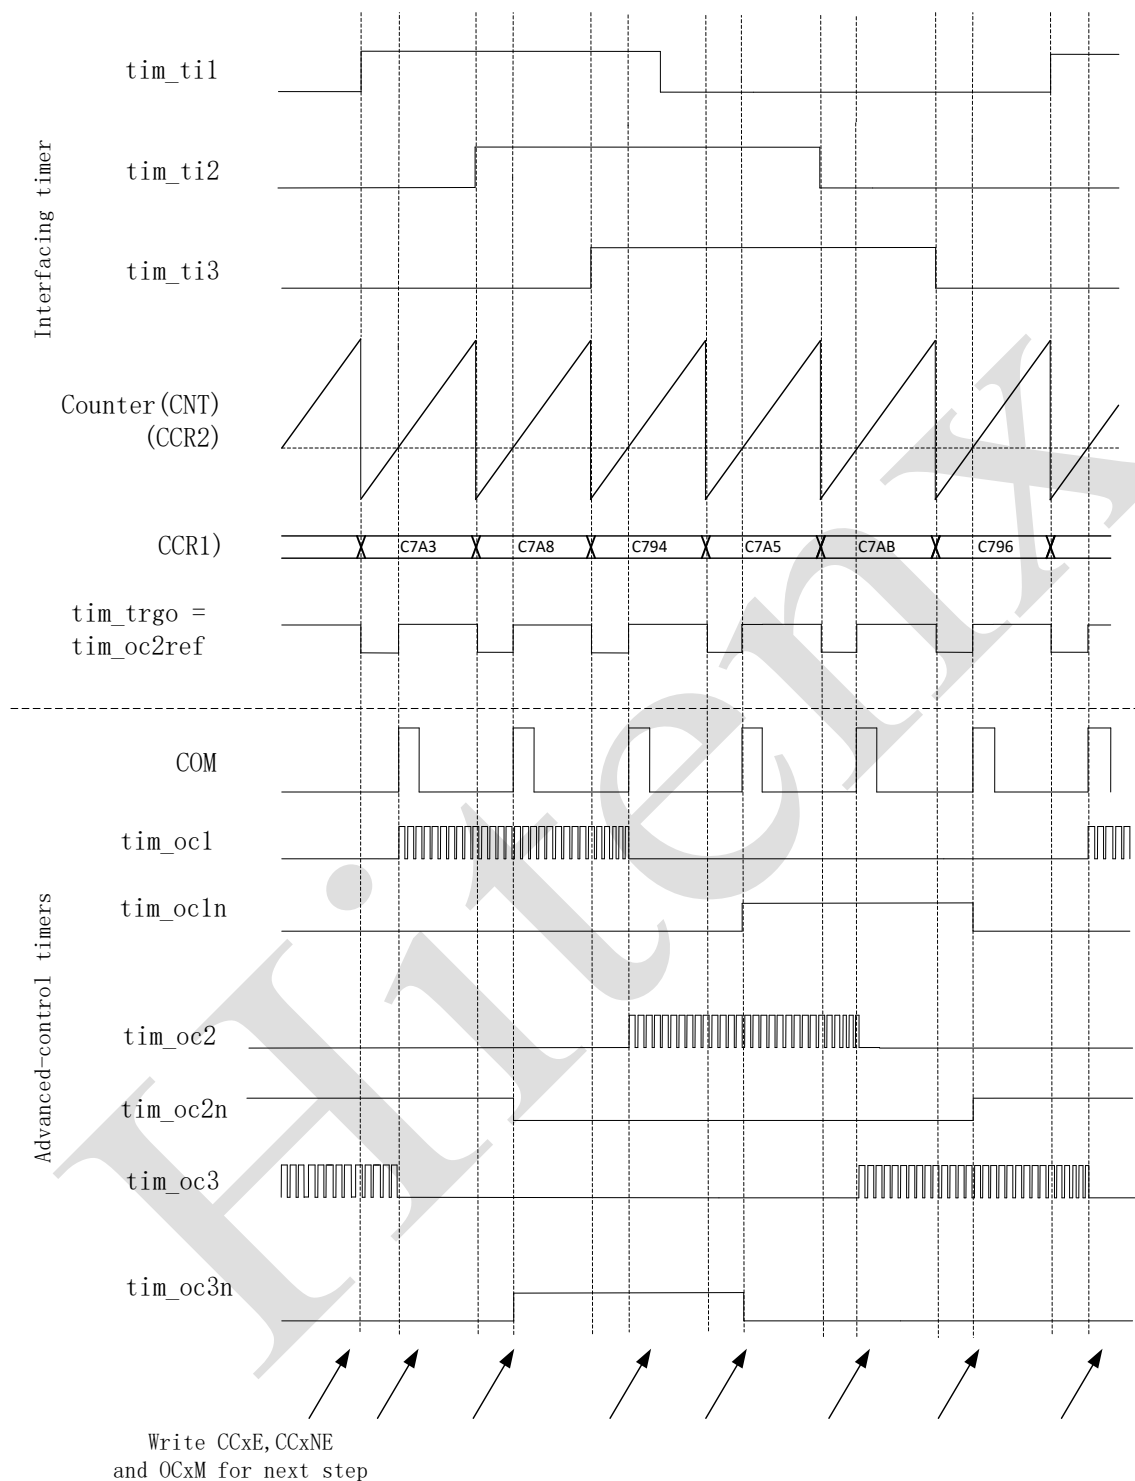 tim_ti1
tim_ti2
tim_ti3
Interfacing timer
Counter(CNT)
(CCR2)
CCR1)
C7A3 C7A8 C794 C7A5 C7AB C796
tim_trgo =
tim_oc2ref
COM
tim_oc1
tim_oc1n
tim_oc2
tim_oc2n
tim_oc3
tim_oc3n
Advanced-control timers
Write CCxE,CCxNE
and OCxM for next step
Hitenx